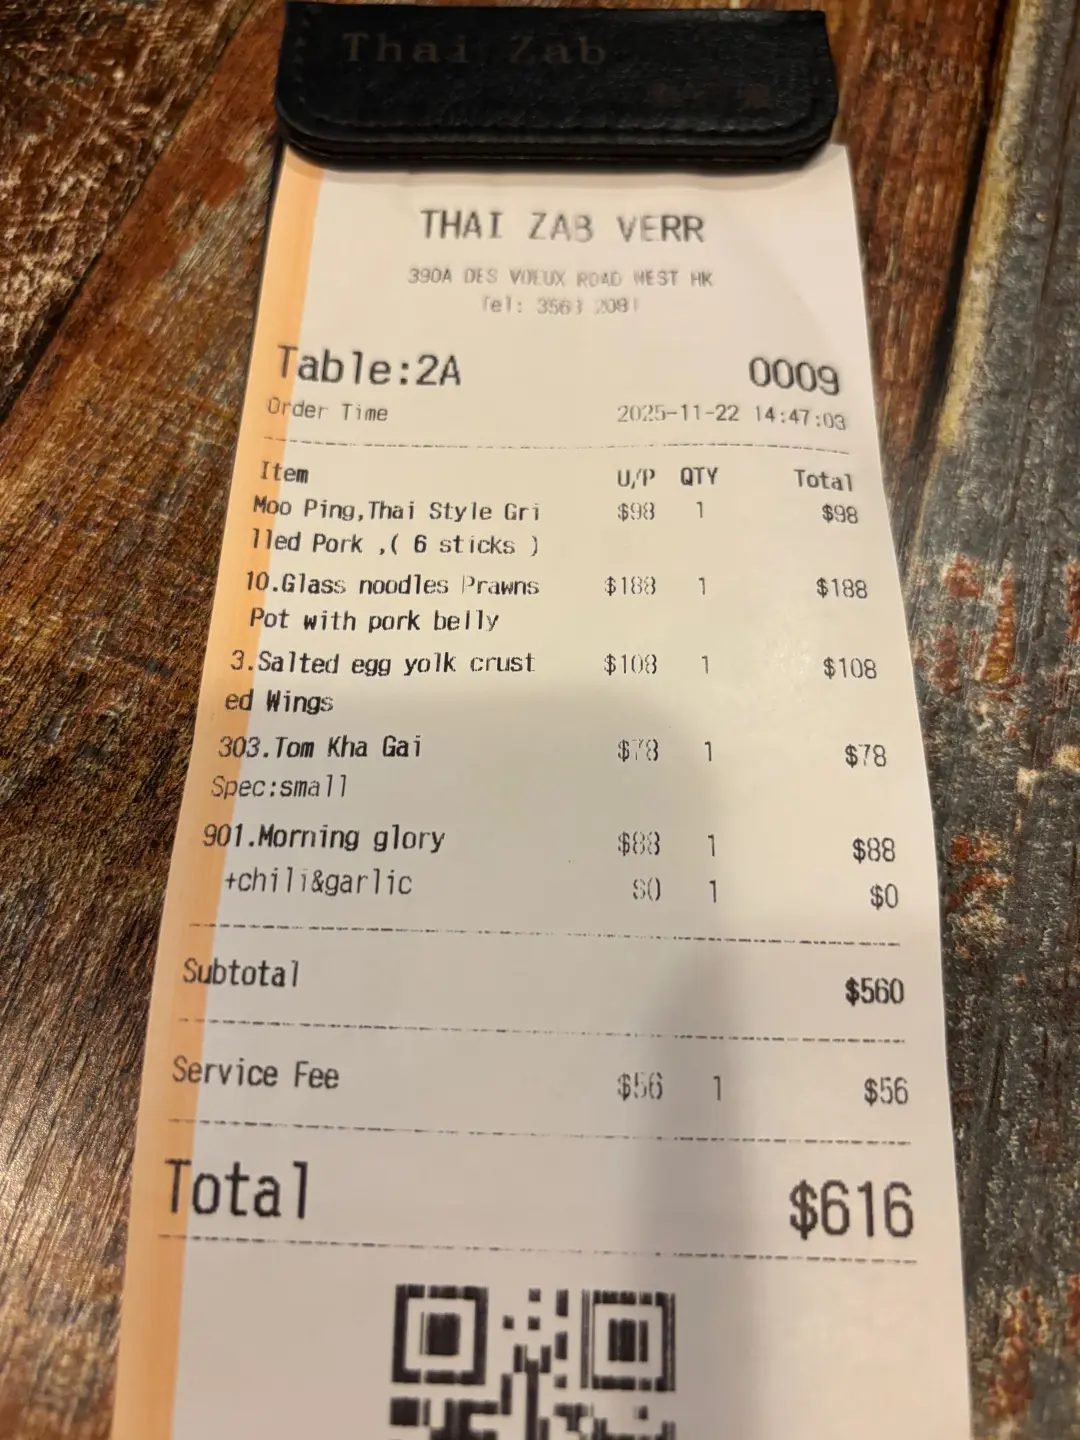 Thai Zab
THAI ZAB VERR
390A DES VOEUX ROAD WEST HK
Tel: 3563 2081
Table:2A 0009
Order Time 2025-11-22 14:47:03
Item U/P QTY Total
Moo Ping,Thai Style Gri $98 1 $98
lled Pork ,( 6 sticks )
10.Glass noodles Prawns $188 1 $188
Pot with pork belly
3.Salted egg yolk crust $108 1 $108
ed Wings
303.Tom Kha Gai $78 1 $78
Spec:small
901.Morning glory $88 1 $88
+chili&garlic $0 1 $0
Subtotal $560
Service Fee $56 1 $56
Total $616